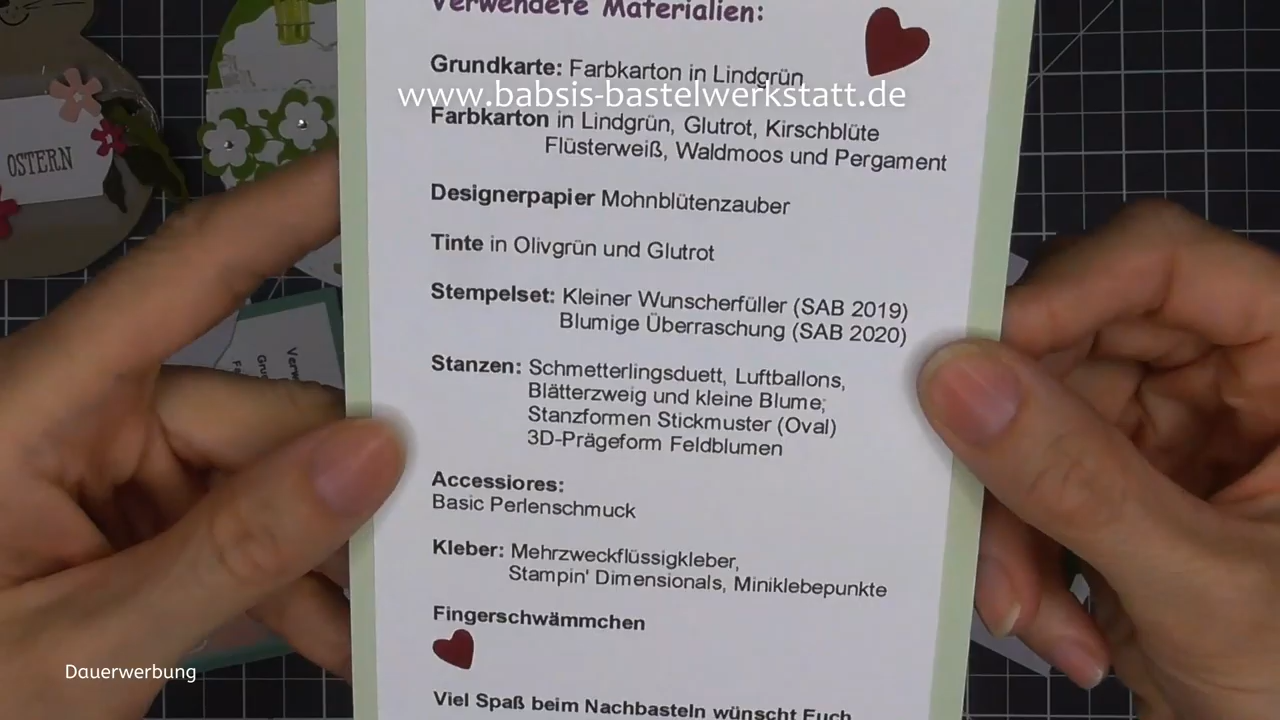 Verwendete Materialien:
Grundkarte: Farbkarton in Lindgrün
www.babsis-bastelwerkstatt.de
Farbkarton in Lindgrün, Glutrot, Kirschblüte
Flüsterweiß, Waldmoos und Pergament
Designerpapier Mohnblütenzauber
Tinte in Olivgrün und Glutrot
Stempelset: Kleiner Wunscherfüller (SAB 2019)
Blumige Überraschung (SAB 2020)
Stanzen: Schmetterlingsduett, Luftballons,
Blätterzweig und kleine Blume;
Stanzformen Stickmuster (Oval)
3D-Prägeform Feldblumen
Accessiores:
Basic Perlenschmuck
Kleber: Mehrzweckflüssigkleber,
Stampin' Dimensionals, Miniklebepunkte
Fingerschwämmchen
Viel Spaß beim Nachbasteln wünscht Euch
OSTERN
Dauerwerbung